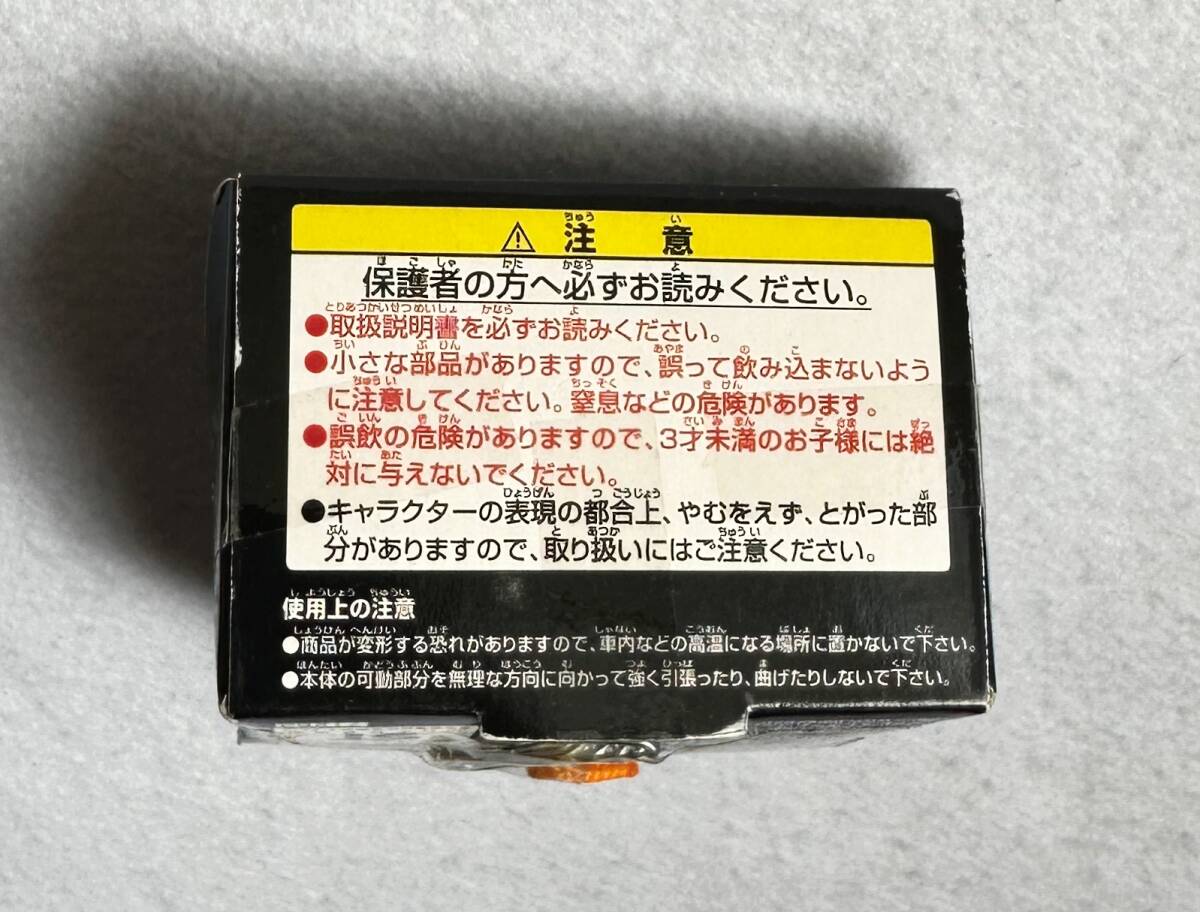 ⚠ 注意
保護者の方へ必ずお読みください。
●取扱説明書を必ずお読みください。
●小さな部品がありますので、誤って飲み込まないよう
に注意してください。窒息などの危険があります。
●誤飲の危険がありますので、3才未満のお子様には絶
対に与えないでください。
●キャラクターの表現の都合上、やむをえず、とがった部
分がありますので、取り扱いにはご注意ください。
使用上の注意
●商品が変形する恐れがありますので、車内などの高温になる場所に置かないで下さい。
●本体の可動部分を無理な方向に向かって強く引張ったり、曲げたりしないで下さい。